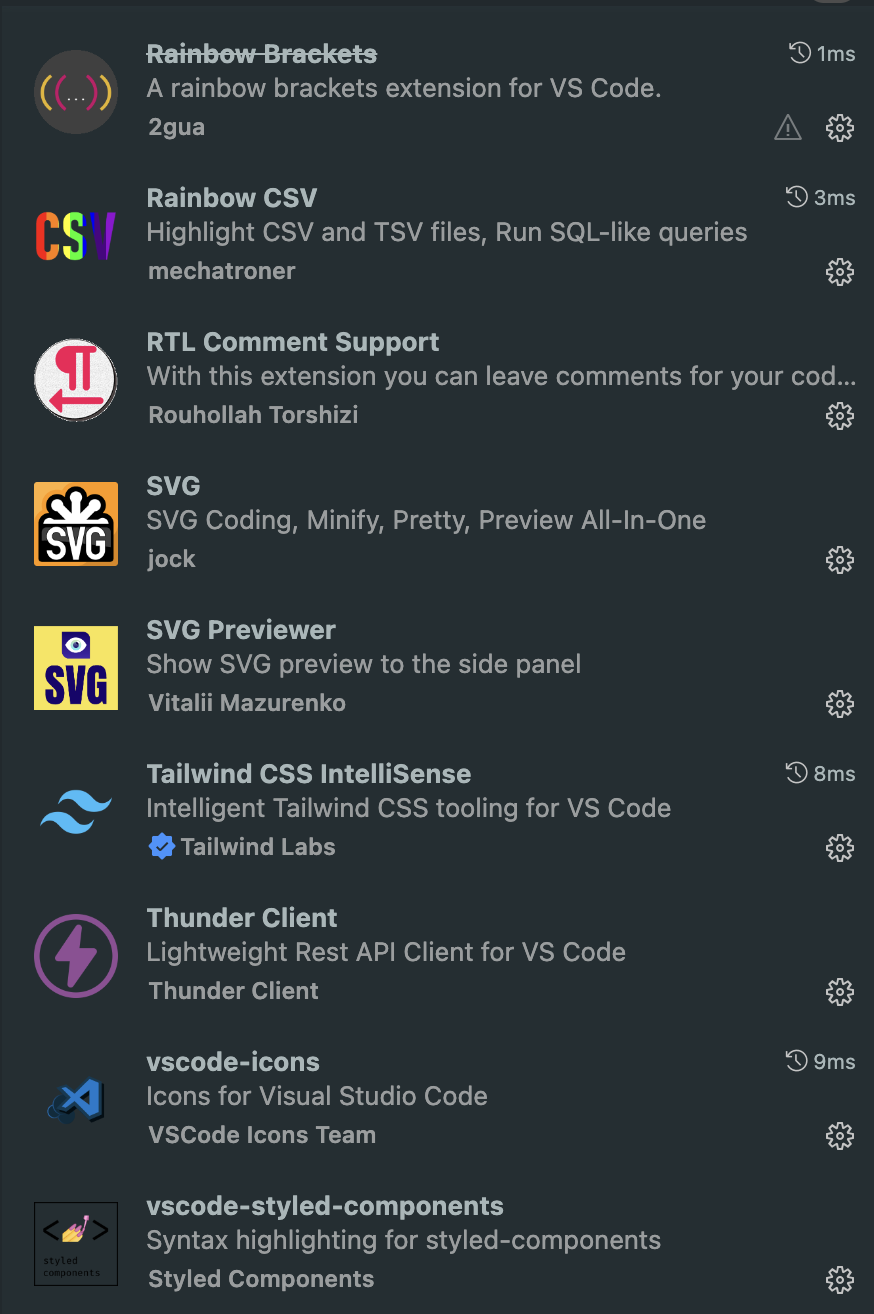 Rainbow Brackets
1ms
A rainbow brackets extension for VS Code.
2gua
CSV
Rainbow CSV
3ms
Highlight CSV and TSV files, Run SQL-like queries
mechatroner
RTL Comment Support
With this extension you can leave comments for your cod...
Rouhollah Torshizi
SVG
SVG
SVG Coding, Minify, Pretty, Preview All-In-One
jock
SVG
SVG Previewer
Show SVG preview to the side panel
Vitalii Mazurenko
Tailwind CSS IntelliSense
8ms
Intelligent Tailwind CSS tooling for VS Code
Tailwind Labs
Thunder Client
Lightweight Rest API Client for VS Code
Thunder Client
vscode-icons
9ms
Icons for Visual Studio Code
VSCode Icons Team
styled
components
vscode-styled-components
Syntax highlighting for styled-components
Styled Components